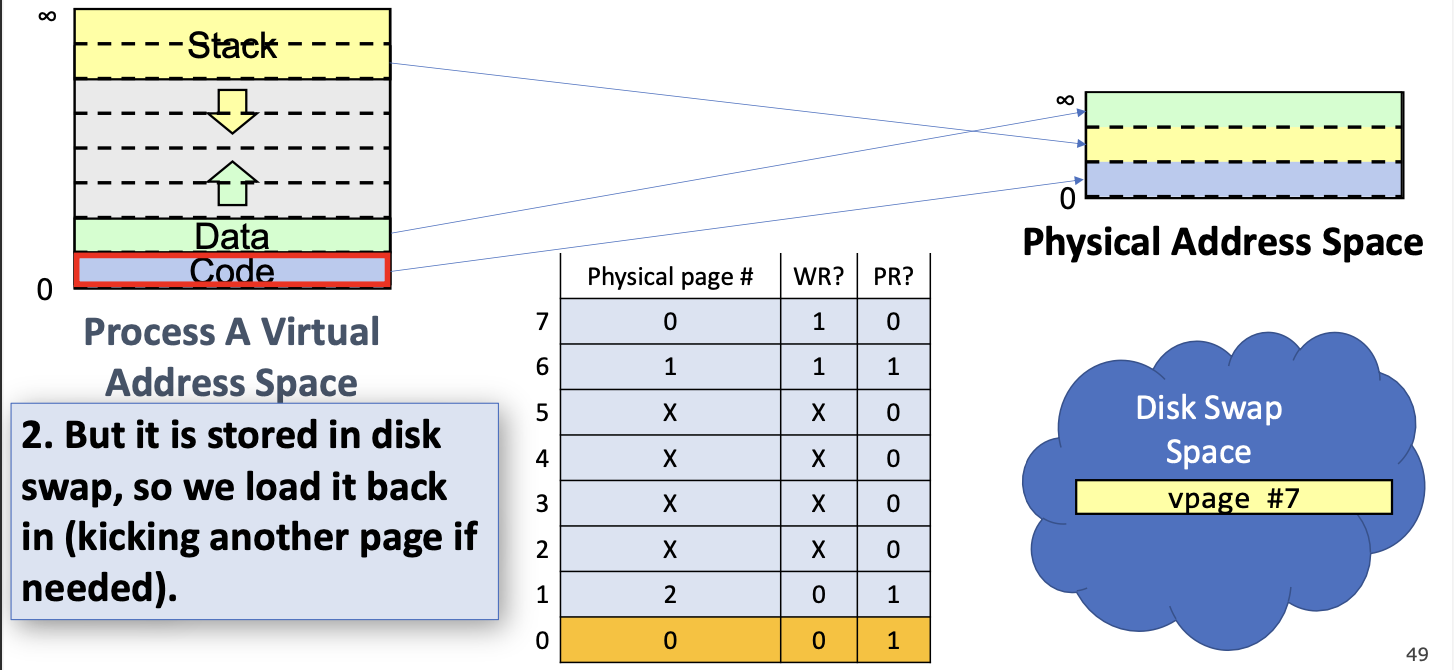 ∞
Stack
Data
Code
0
Process A Virtual
Address Space
2. But it is stored in disk
swap, so we load it back
in (kicking another page if
needed).
Physical page # WR? PR?
7 0 1 0
6 1 1 1
5 X X 0
4 X X 0
3 X X 0
2 X X 0
1 2 0 1
0 0 0 1
∞
0
Physical Address Space
Disk Swap
Space
vpage #7
49